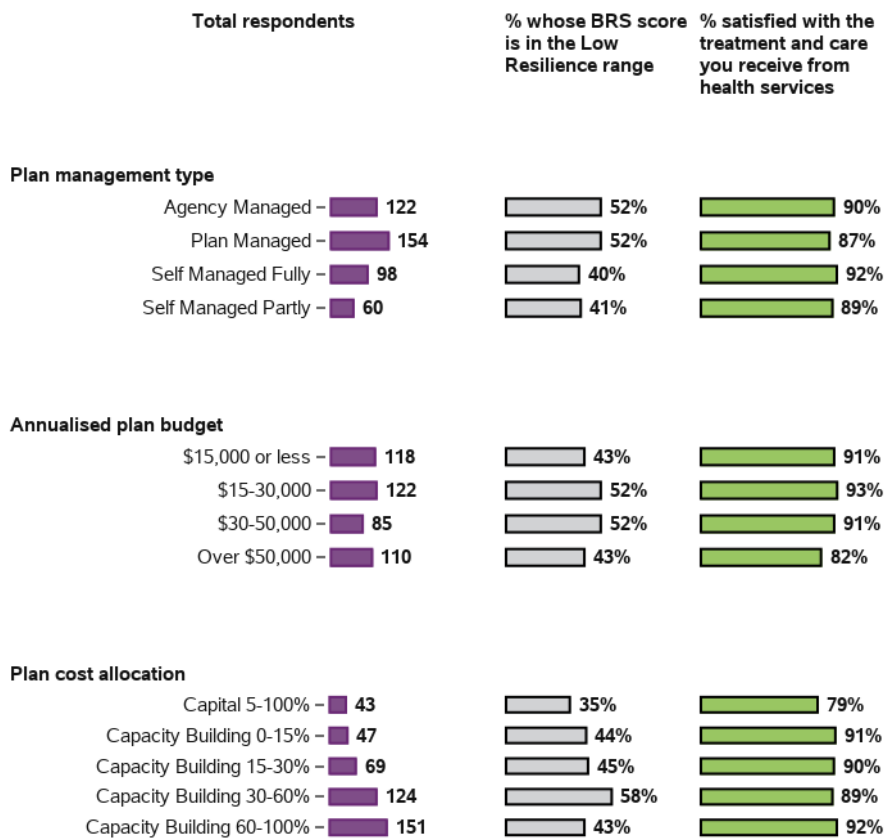 Total respondents
% whose BRS score
is in the Low
Resilience range
% satisfied with the
treatment and care
you receive from
health services
Plan management type
Agency Managed 122 52% 90%
Plan Managed 154 52% 87%
Self Managed Fully 98 40% 92%
Self Managed Partly 60 41% 89%
Annualised plan budget
$15,000 or less 118 43% 91%
$15-30,000 122 52% 93%
$30-50,000 85 52% 91%
Over $50,000 110 43% 82%
Plan cost allocation
Capital 5-100% 43 35% 79%
Capacity Building 0-15% 47 44% 91%
Capacity Building 15-30% 69 45% 90%
Capacity Building 30-60% 124 58% 89%
Capacity Building 60-100% 151 43% 92%